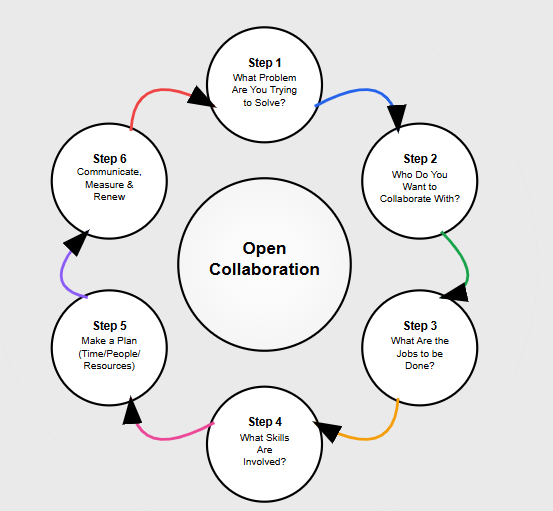 Step 1
What Problem
Are You Trying
to Solve?
Step 2
Who Do You
Want to
Collaborate With?
Step 3
What Are the
Jobs to be
Done?
Step 4
What Skills
Are
Involved?
Step 5
Make a Plan
(Time/People/
Resources)
Step 6
Communicate,
Measure &
Renew
Open
Collaboration